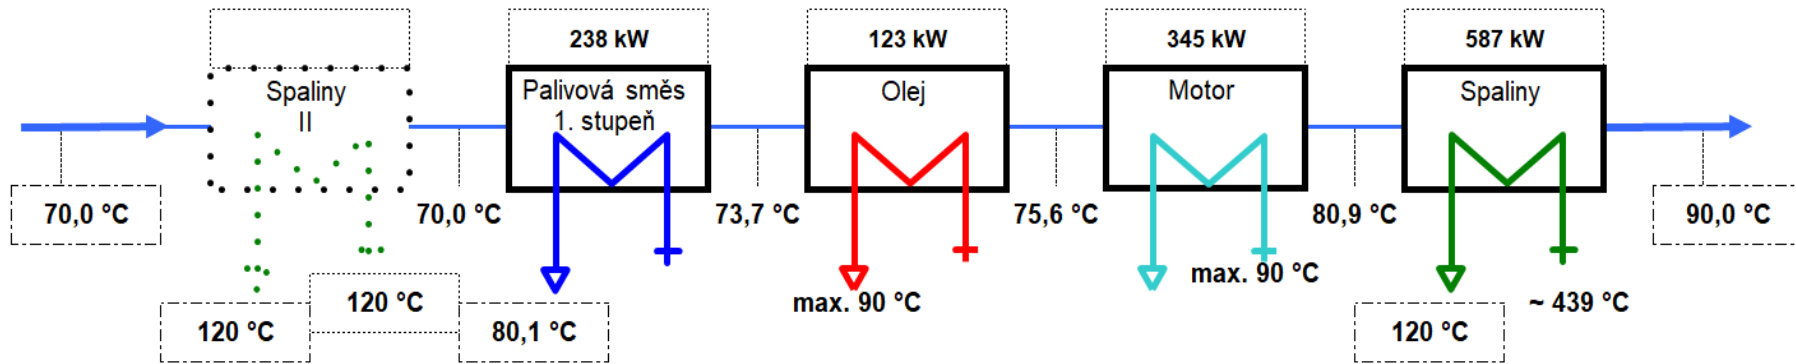 238 kW
123 kW
345 kW
587 kW
Spaliny
II
Palivová směs
1. stupeň
Olej
Motor
Spaliny
70,0 °C
70,0 °C
73,7 °C
75,6 °C
80,9 °C
90,0 °C
120 °C
120 °C
80,1 °C
max. 90 °C
max. 90 °C
120 °C
~ 439 °C